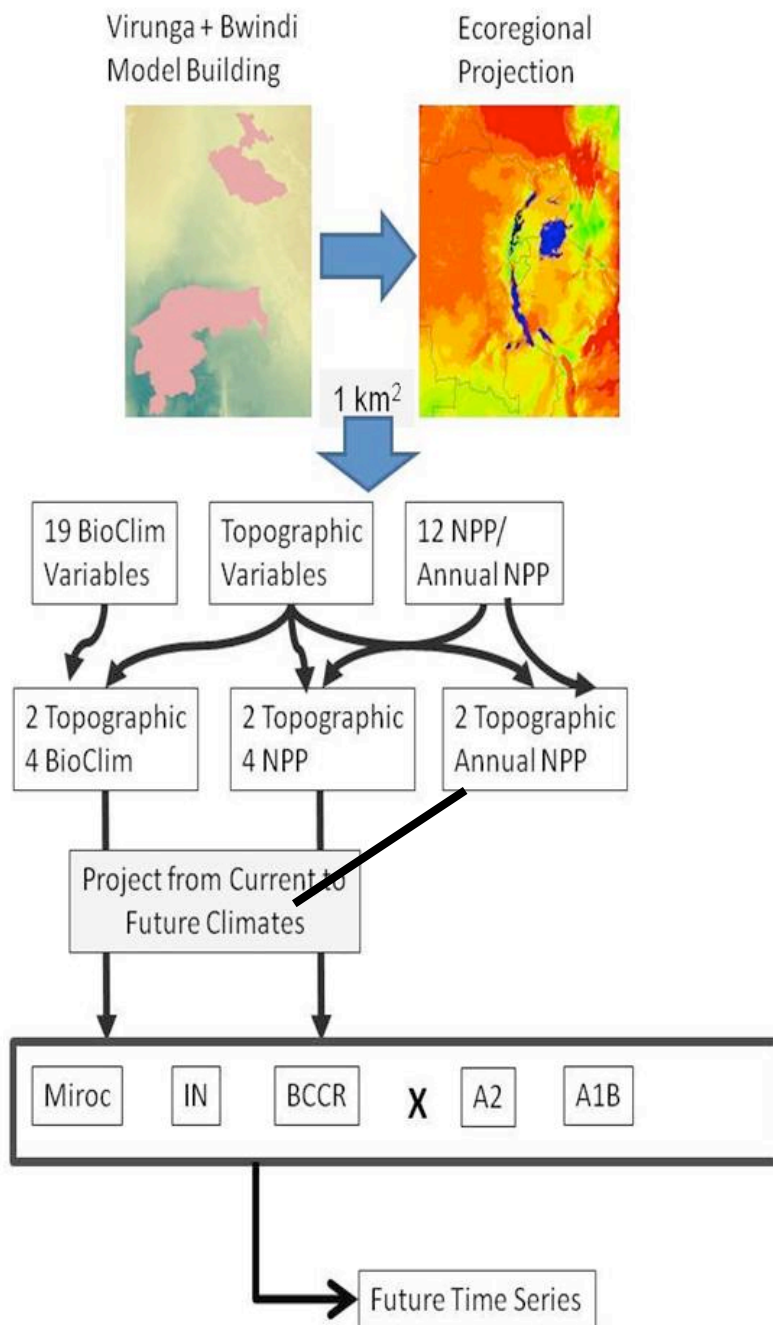 Virunga + Bwindi
Model Building
Ecoregional
Projection
1 km²
19 BioClim
Variables
Topographic
Variables
12 NPP/
Annual NPP
2 Topographic
4 BioClim
2 Topographic
4 NPP
2 Topographic
Annual NPP
Project from Current to
Future Climates
Miroc IN BCCR X A2 A1B
Future Time Series